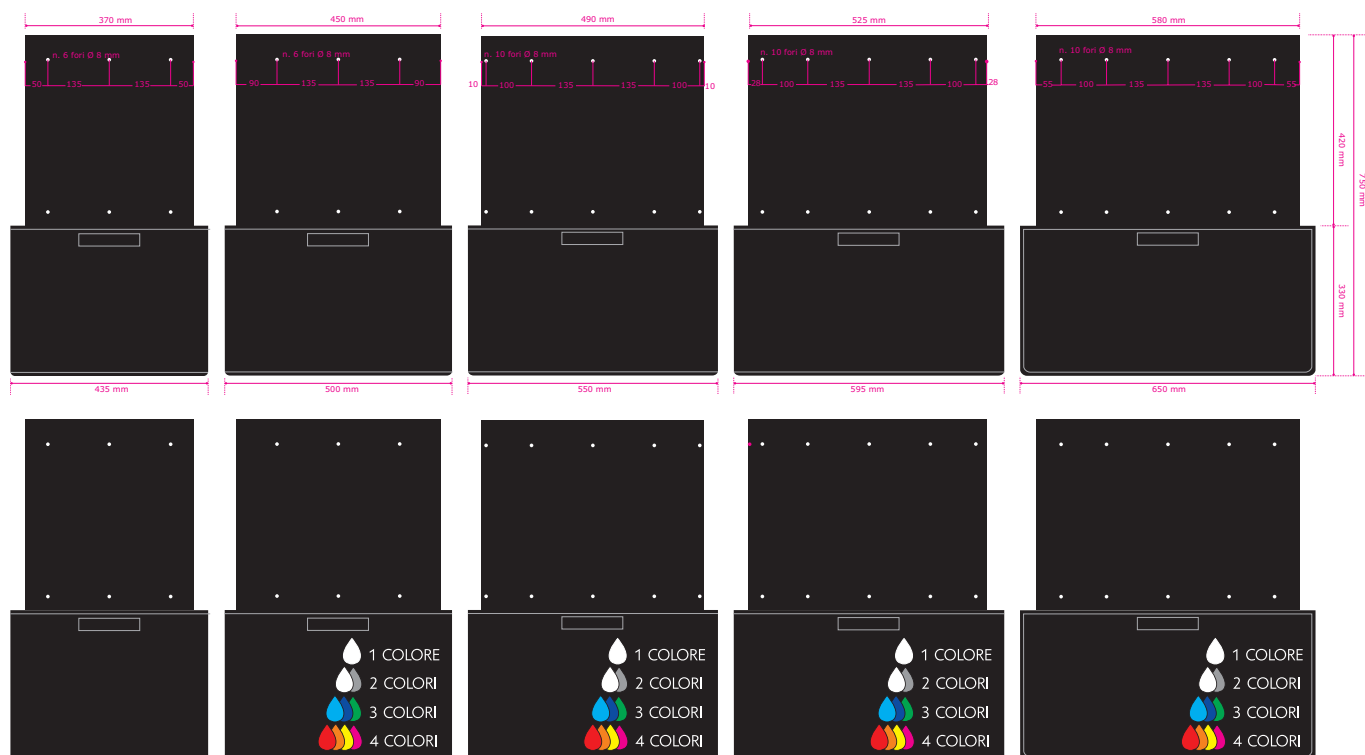 370 mm
450 mm
490 mm
525 mm
580 mm
n. 6 fori Ø 8 mm
n. 6 fori Ø 8 mm
n. 10 fori Ø 8 mm
n. 10 fori Ø 8 mm
n. 10 fori Ø 8 mm
50 135 135 50
90 135 135 90
10 100 135 135 100 10
28 100 135 135 100 28
55 100 135 135 100 55
420 mm
750 mm
330 mm
435 mm
500 mm
550 mm
595 mm
650 mm
1 COLORE
2 COLORI
3 COLORI
4 COLORI
1 COLORE
2 COLORI
3 COLORI
4 COLORI
1 COLORE
2 COLORI
3 COLORI
4 COLORI
1 COLORE
2 COLORI
3 COLORI
4 COLORI